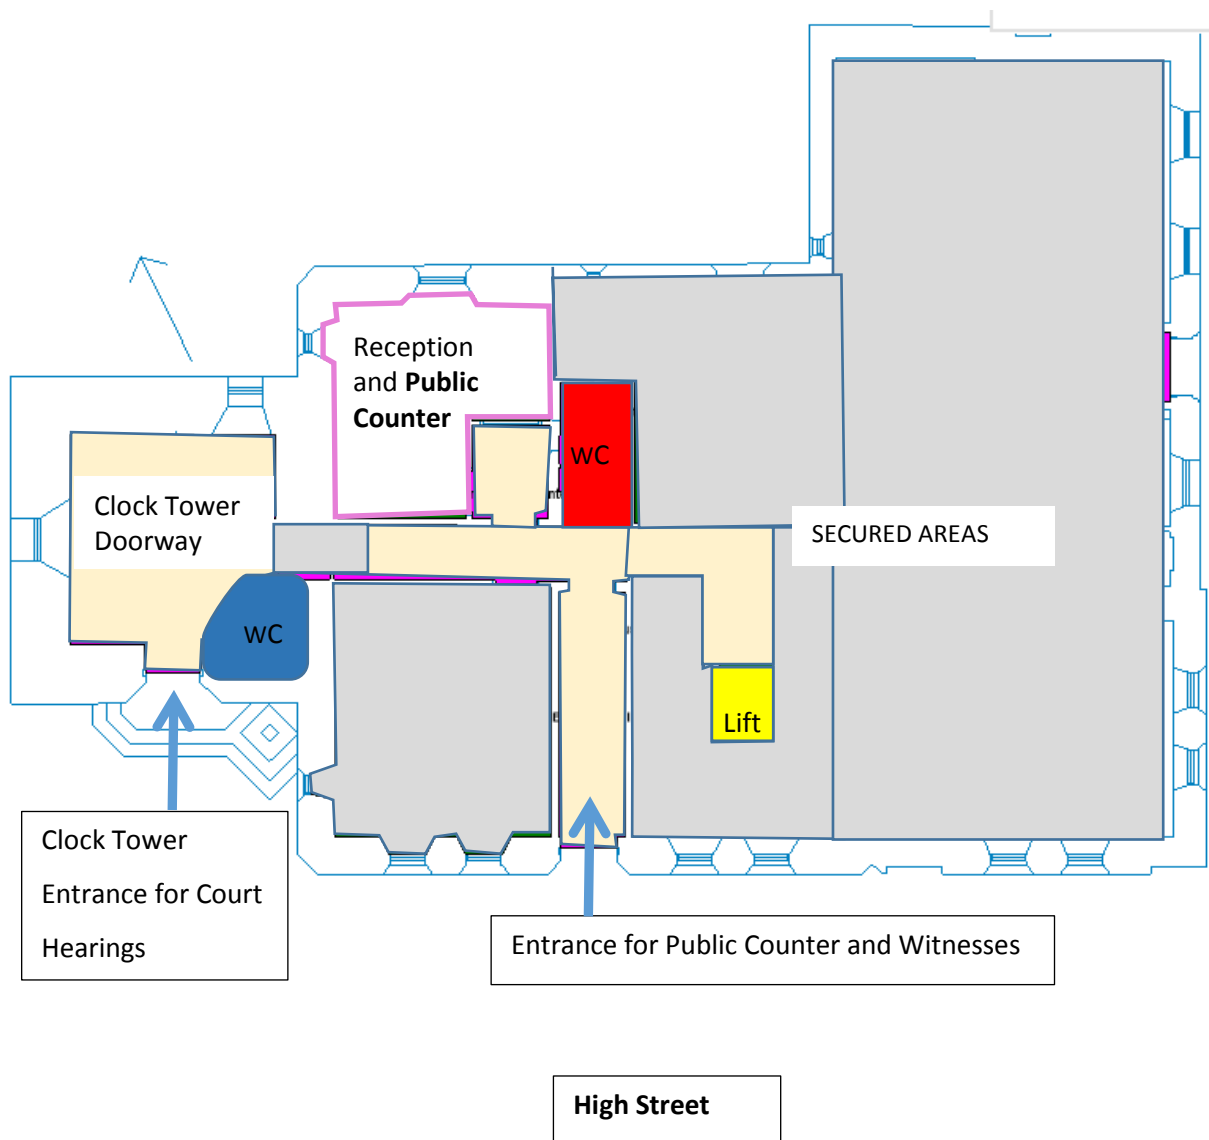 Reception
and Public
Counter
WC
Clock Tower
Doorway
SECURED AREAS
WC
Lift
Clock Tower
Entrance for Court
Hearings
Entrance for Public Counter and Witnesses
High Street